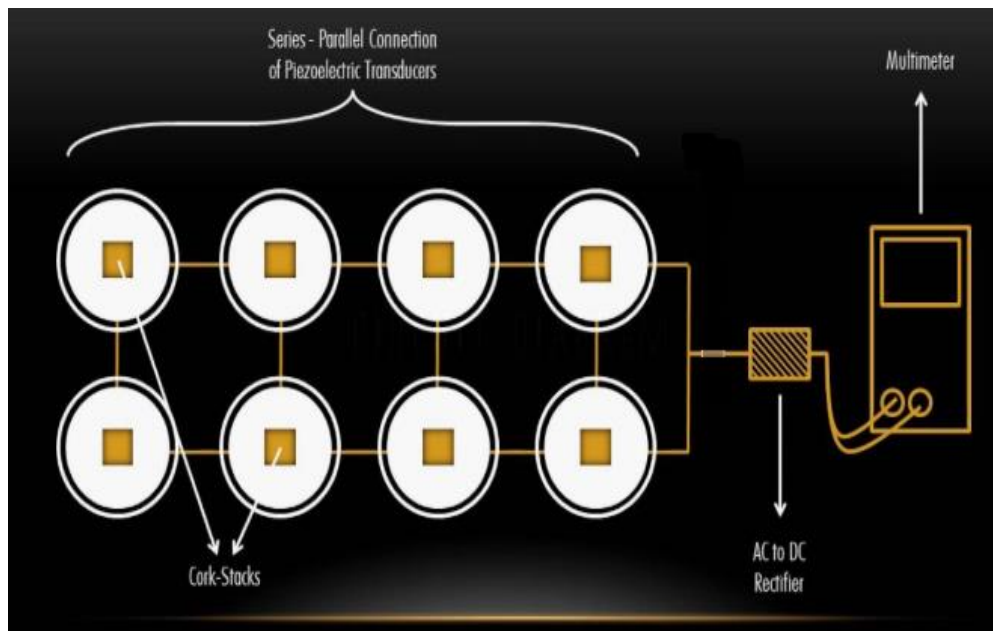 Series - Parallel Connection
of Piezoelectric Transducers
Multimeter
Cork-Stacks
AC to DC
Rectifier